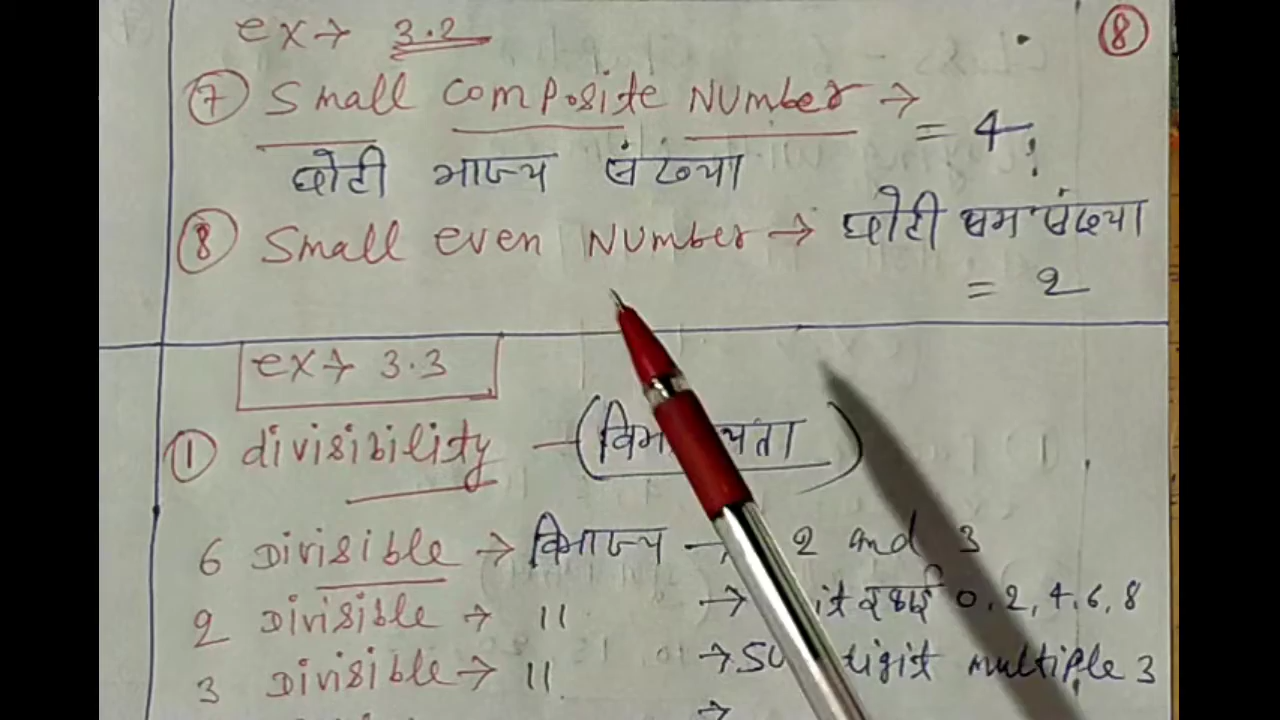 ex→ 3.2 ⑧
⑦ Small Composite Number →
= 4
छोटी भाज्य संख्या
⑧ Small even Number → छोटी सम संख्या
= 2
ex→ 3.3
① divisibility - (
6 Divisible → विभाज्य → 2 and 3
2 Divisible → 11 → इकाई 0, 2, 4, 6, 8
3 Divisible → 11 → digit multiple 3
→